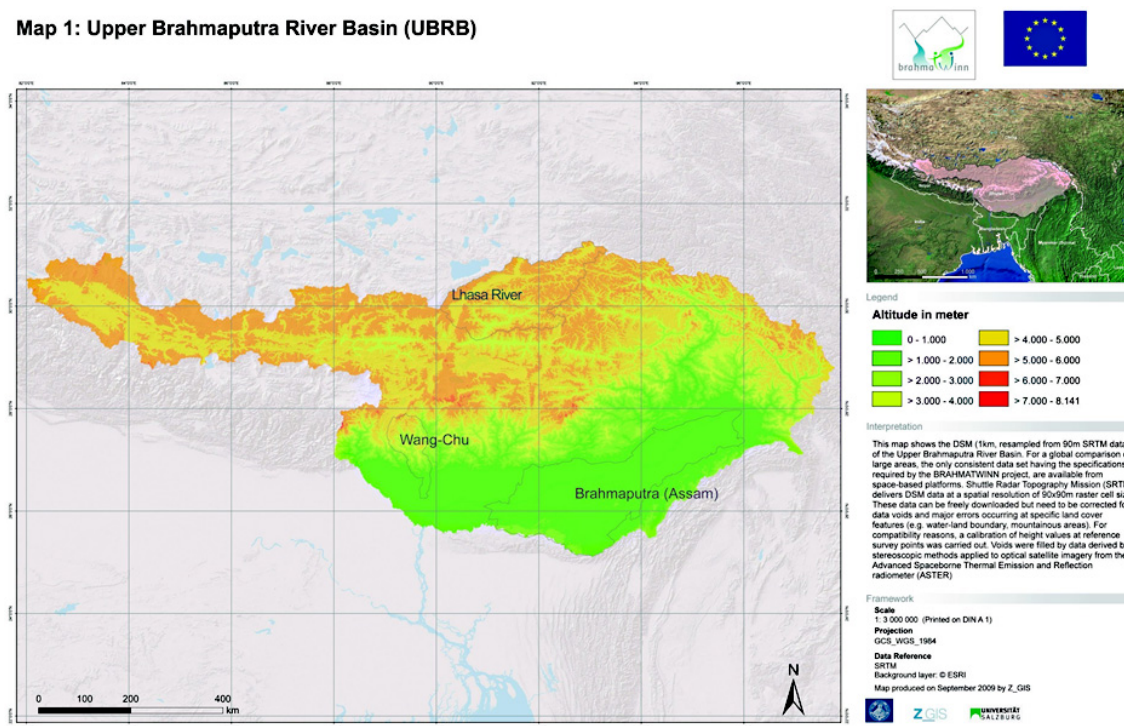 Map 1: Upper Brahmaputra River Basin (UBRB)
brahma
inn
Lhasa River
Wang-Chu
Brahmaputra (Assam)
N
0 100 200 400
km
Legend
Altitude in meter
0 - 1.000
> 1.000 - 2.000
> 2.000 - 3.000
> 3.000 - 4.000
> 4.000 - 5.000
> 5.000 - 6.000
> 6.000 - 7.000
> 7.000 - 8.141
Interpretation
This map shows the DSM (1km, resampled from 90m SRTM data
of the Upper Brahmaputra River Basin. For a global comparison
large areas, the only consistent data set having the specifications
required by the BRAHMATWINN project, are available from
space-based platforms. Shuttle Radar Topography Mission (SRT
delivers DSM data at a spatial resolution of 90x90m raster cell
These data can be freely downloaded but need to be corrected
data voids and major errors occurring at specific land cover
features (e.g. water-land boundary, mountainous areas). For
compatibility reasons, a calibration of height values at reference
survey points was carried out. Voids were filled by data derived
stereoscopic methods applied to optical satellite imagery from
Advanced Spaceborne Thermal Emission and Reflection
radiometer (ASTER)
Framework
Scale
1: 3 000 000 (Printed on DIN A 1)
Projection
GCS_WGS_1984
Data Reference
SRTM
Background layer: © ESRI
Map produced on September 2009 by Z_GIS
Z GIS
UNIVERSITÄT
SALZBURG